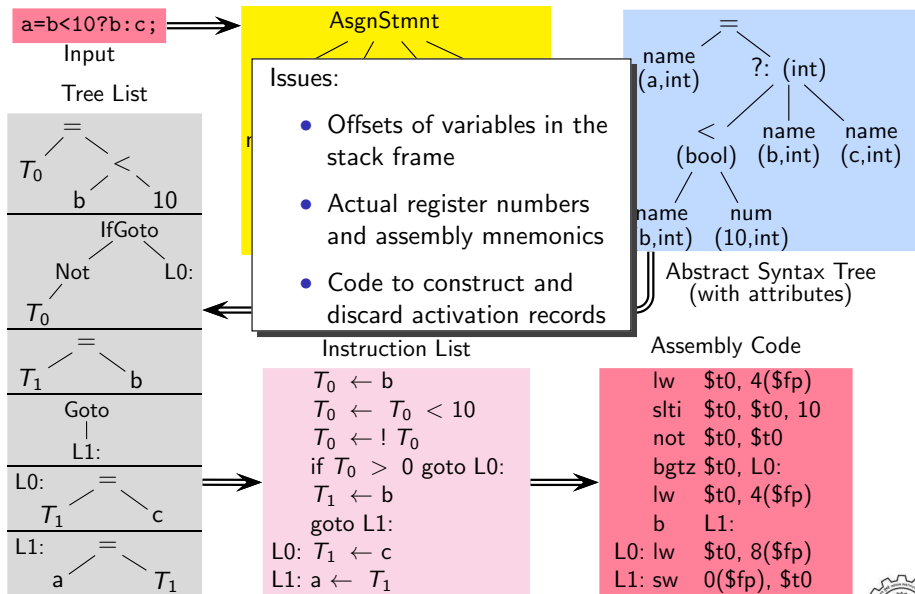 a=b<10?b:c;
Input
AsgnStmnt
=
name
(a,int)
?: (int)
<
(bool)
name
(b,int)
name
(c,int)
name
b,int)
num
(10,int)
Abstract Syntax Tree
(with attributes)
Issues:
• Offsets of variables in the
stack frame
• Actual register numbers
and assembly mnemonics
• Code to construct and
discard activation records
Tree List
=
T₀ <
b 10
IfGoto
Not L0:
T₀
=
T₁ b
Goto
L1:
L0: =
T₁ c
L1: =
a T₁
Instruction List
T₀ ← b
T₀ ← T₀ < 10
T₀ ← ! T₀
if T₀ > 0 goto L0:
T₁ ← b
goto L1:
L0: T₁ ← c
L1: a ← T₁
Assembly Code
lw $t0, 4($fp)
slti $t0, $t0, 10
not $t0, $t0
bgtz $t0, L0:
lw $t0, 4($fp)
b L1:
L0: lw $t0, 8($fp)
L1: sw 0($fp), $t0